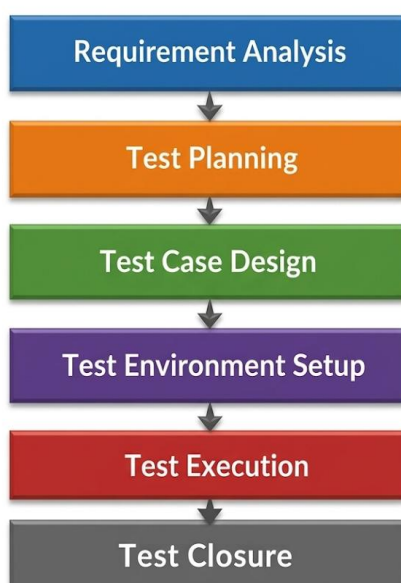 Requirement Analysis
Test Planning
Test Case Design
Test Environment Setup
Test Execution
Test Closure